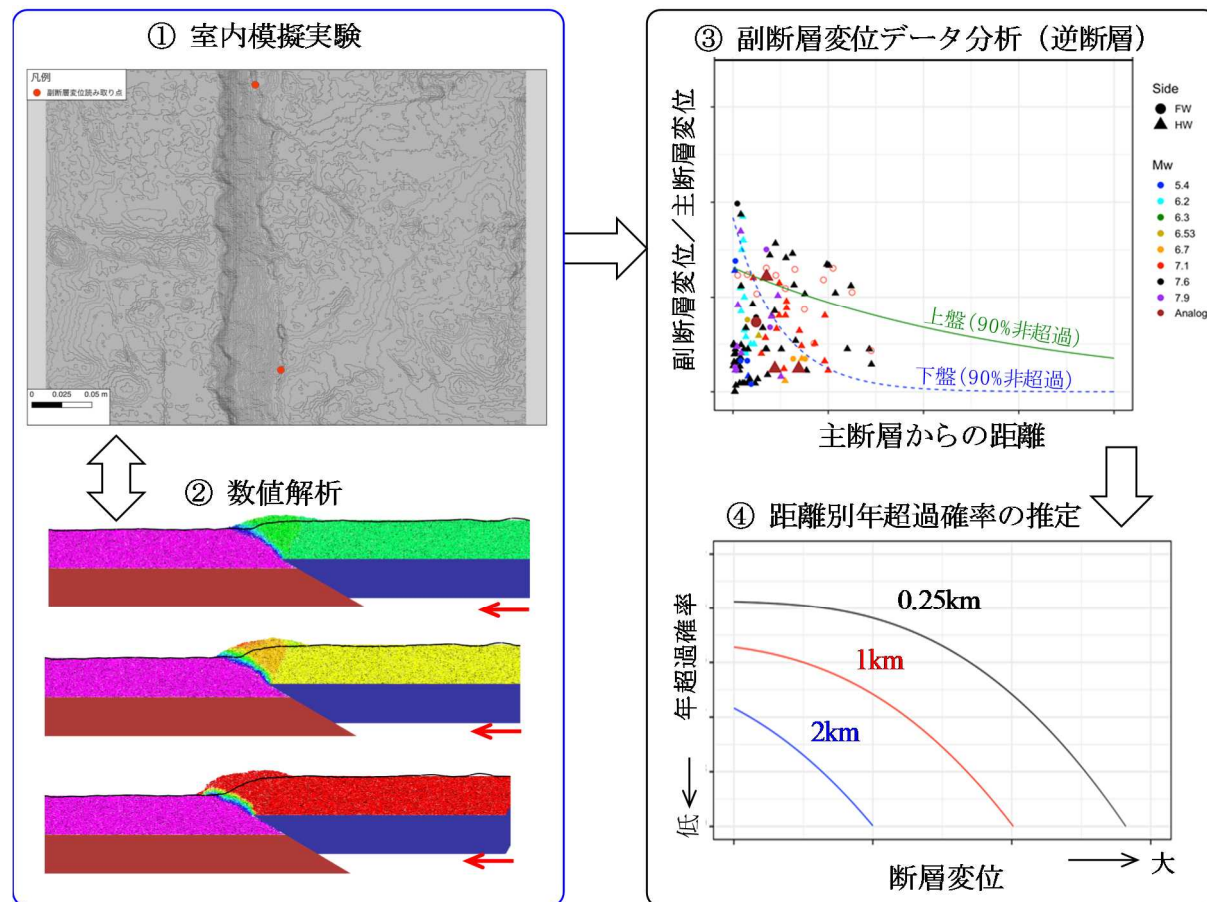 ① 室内模擬実験
凡例
副断層変位読み取り点
0 0.025 0.05 m
② 数値解析
③ 副断層変位データ分析（逆断層）
副断層変位／主断層変位
上盤(90%非超過)
下盤(90%非超過)
主断層からの距離
Side
FW
HW
Mw
5.4
6.2
6.3
6.53
6.7
7.1
7.6
7.9
Analog
④ 距離別年超過確率の推定
年超過確率
低
0.25km
1km
2km
断層変位
大